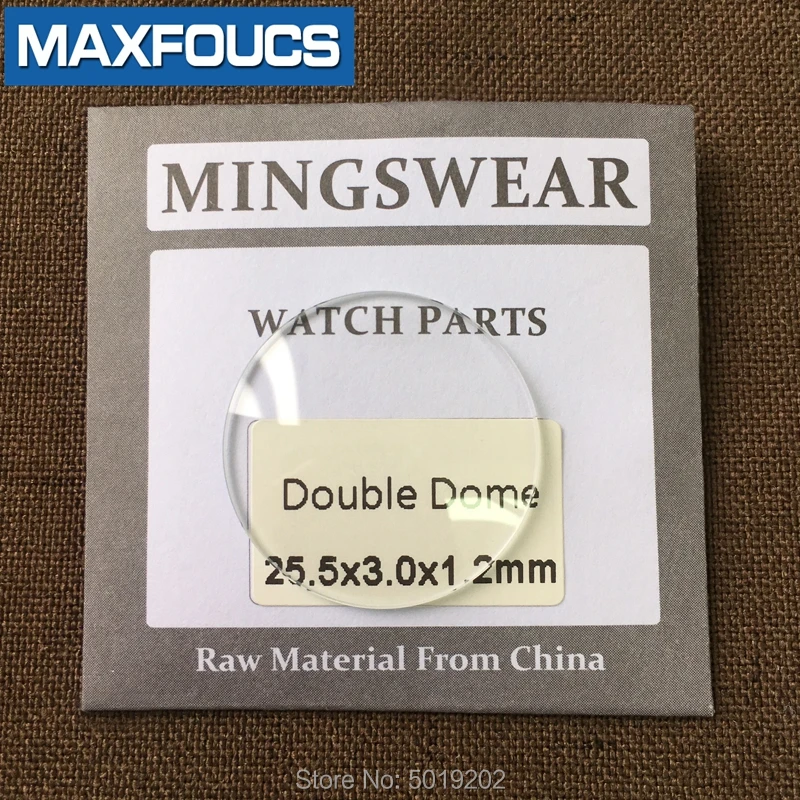 MAXFOUCS
MINGSWEAR
WATCH PARTS
Double Dome
25.5x3.0x1.2mm
Raw Material From China
Store No: 5019202